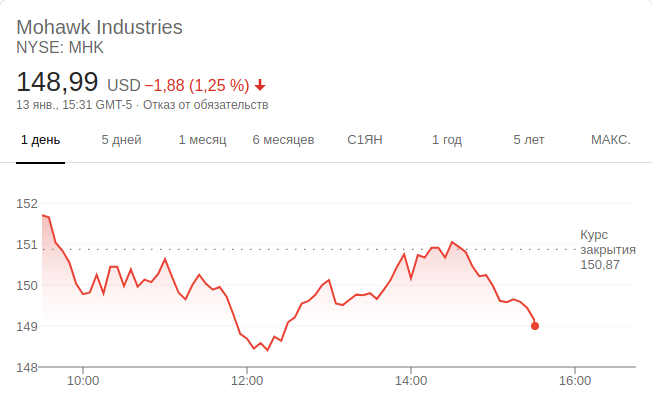 Mohawk Industries
NYSE: MHK
148,99 USD −1,88 (1,25 %)
13 янв., 15:31 GMT-5 · Отказ от обязательств
1 день 5 дней 1 месяц 6 месяцев С1ЯН 1 год 5 лет МАКС.
152
151
150
149
148
Курс
закрытия
150,87
10:00 12:00 14:00 16:00